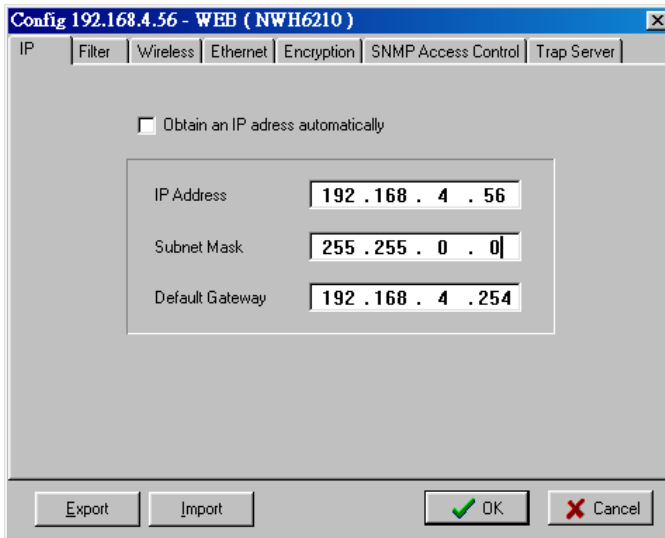 Config 192.168.4.56 - WEB ( NWH6210 )
IP Filter Wireless Ethernet Encryption SNMP Access Control Trap Server
Obtain an IP adress automatically
IP Address 192 .168 . 4 . 56
Subnet Mask 255 .255 . 0 . 0
Default Gateway 192 .168 . 4 .254
Export Import OK Cancel